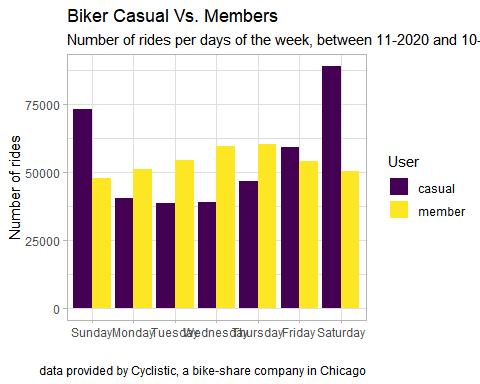 Biker Casual Vs. Members
Number of rides per days of the week, between 11-2020 and 10-
Number of rides
75000
50000
25000
0
Sunday Monday Tuesday Wednesday Thursday Friday Saturday
User
casual
member
data provided by Cyclistic, a bike-share company in Chicago